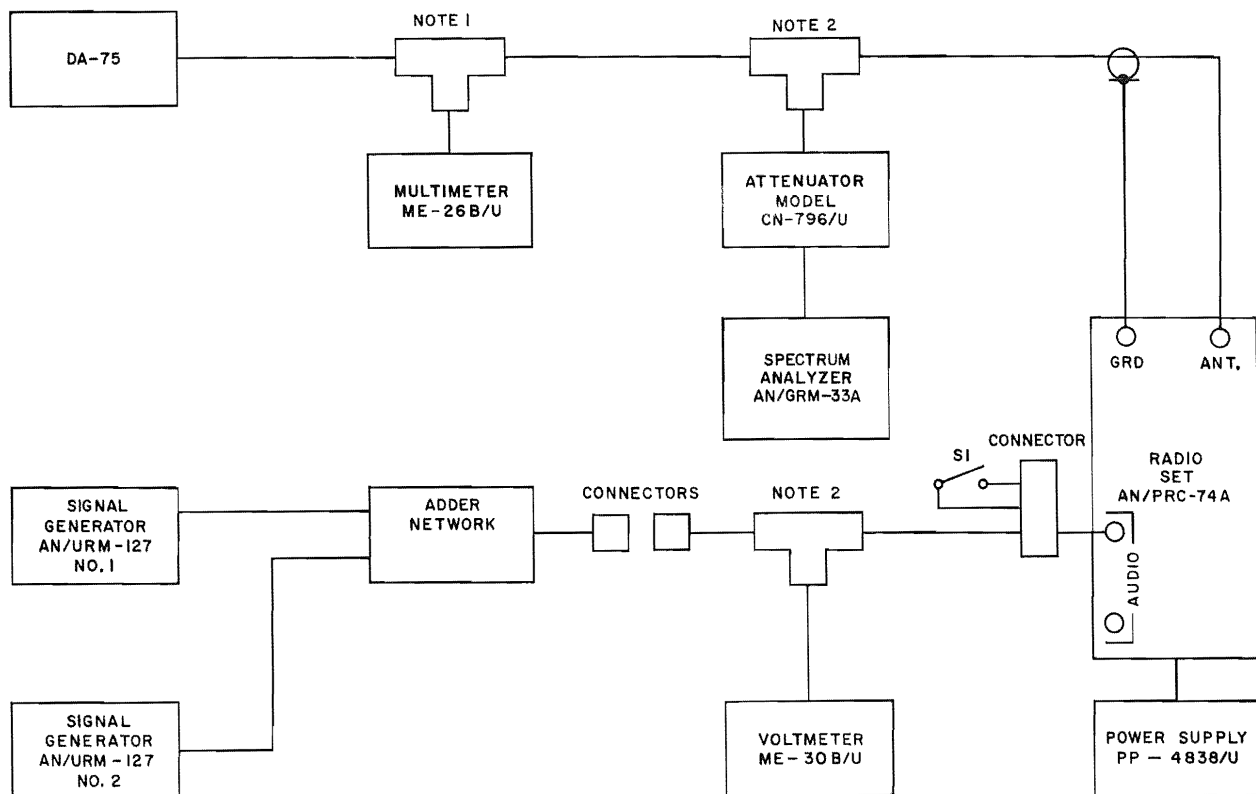 NOTE 1
NOTE 2
DA-75
MULTIMETER
ME-26B/U
ATTENUATOR
MODEL
CN-796/U
SPECTRUM
ANALYZER
AN/GRM-33A
GRD
ANT.
CONNECTOR
S1
RADIO
SET
AN/PRC-74A
AUDIO
SIGNAL
GENERATOR
AN/URM-127
NO. 1
ADDER
NETWORK
CONNECTORS
NOTE 2
SIGNAL
GENERATOR
AN/URM-127
NO. 2
VOLTMETER
ME-30B/U
POWER SUPPLY
PP-4838/U